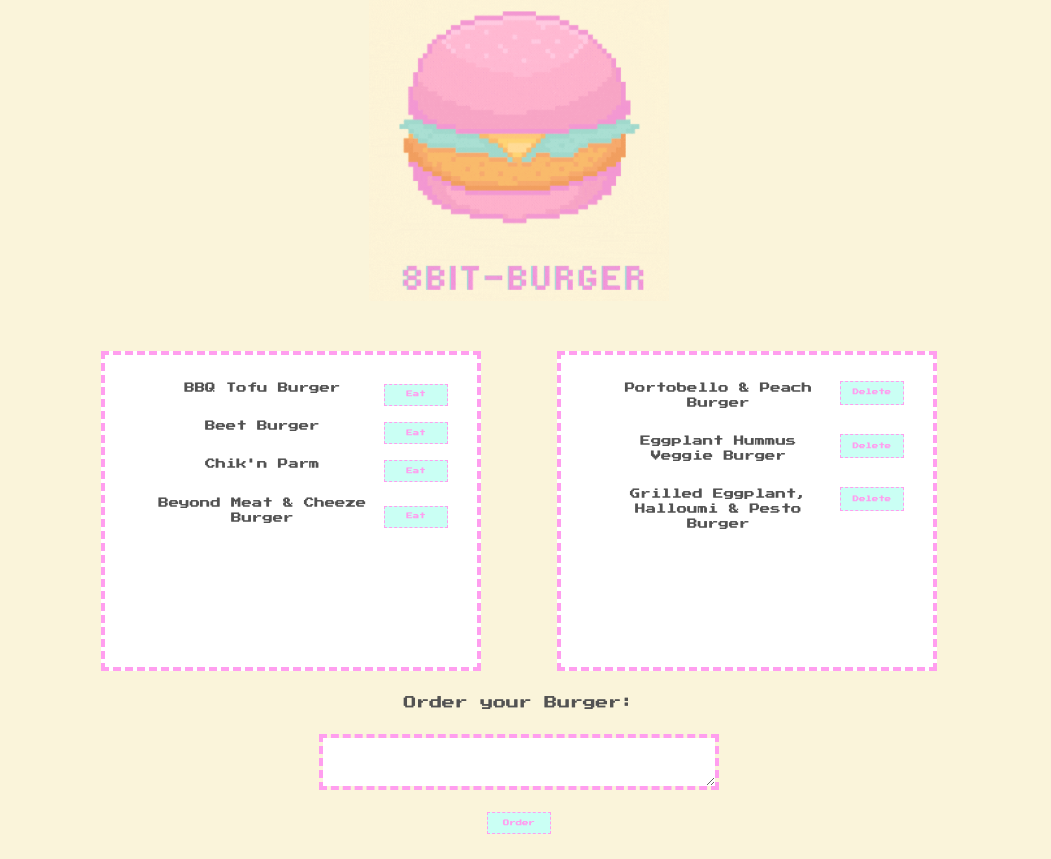 8BIT-BURGER
BBQ Tofu Burger
Eat
Beet Burger
Eat
Chik'n Parm
Eat
Beyond Meat & Cheeze
Burger
Eat
Portobello & Peach
Burger
Delete
Eggplant Hummus
Veggie Burger
Delete
Grilled Eggplant,
Halloumi & Pesto
Burger
Delete
Order your Burger:
Order